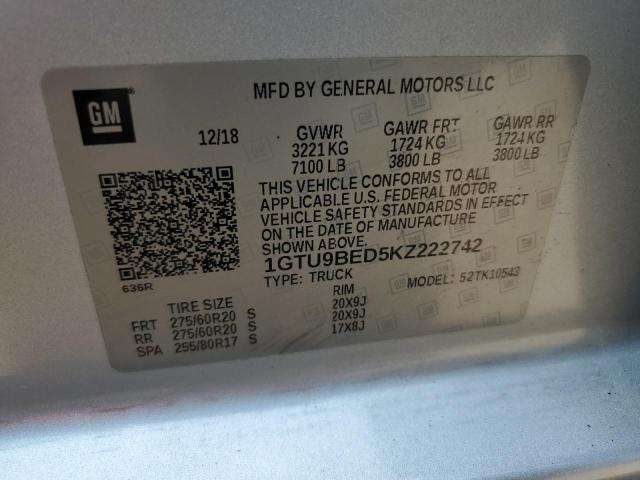 GM
MFD BY GENERAL MOTORS LLC
12/18 GVWR GAWR FRT GAWR RR
3221 KG 1724 KG 1724 KG
7100 LB 3800 LB 3800 LB
THIS VEHICLE CONFORMS TO ALL
APPLICABLE U.S. FEDERAL MOTOR
VEHICLE SAFETY STANDARDS IN EFFECT
ON THE DATE OF MANUFACTURE
SHOWN ABOVE.
1GTU9BED5KZ222742
TYPE: TRUCK MODEL: 52TK10543
636R
TIRE SIZE RIM
FRT 275/60R20 S 20X9J
RR 275/60R20 S 20X9J
SPA 255/80R17 S 17X8J